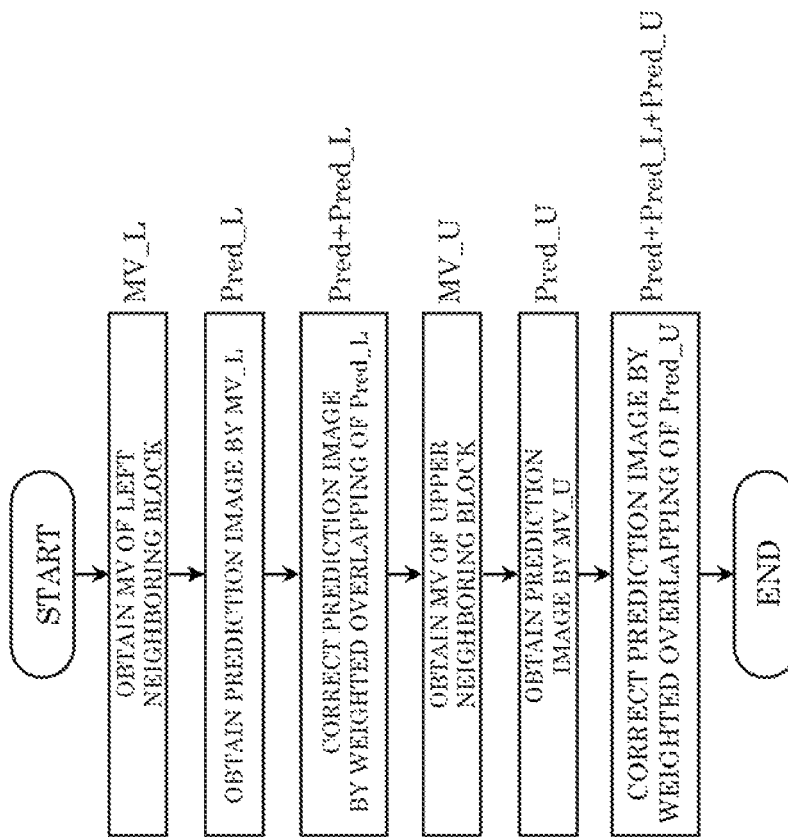 START
OBTAIN MV OF LEFT
NEIGHBORING BLOCK
MV_L
OBTAIN PREDICTION IMAGE BY MV_L
Pred_L
CORRECT PREDICTION IMAGE
BY WEIGHTED OVERLAPPING OF Pred_L
Pred+Pred_L
OBTAIN MV OF UPPER
NEIGHBORING BLOCK
MV_U
OBTAIN PREDICTION
IMAGE BY MV_U
Pred_U
CORRECT PREDICTION IMAGE BY
WEIGHTED OVERLAPPING OF Pred_U
Pred+Pred_L+Pred_U
END